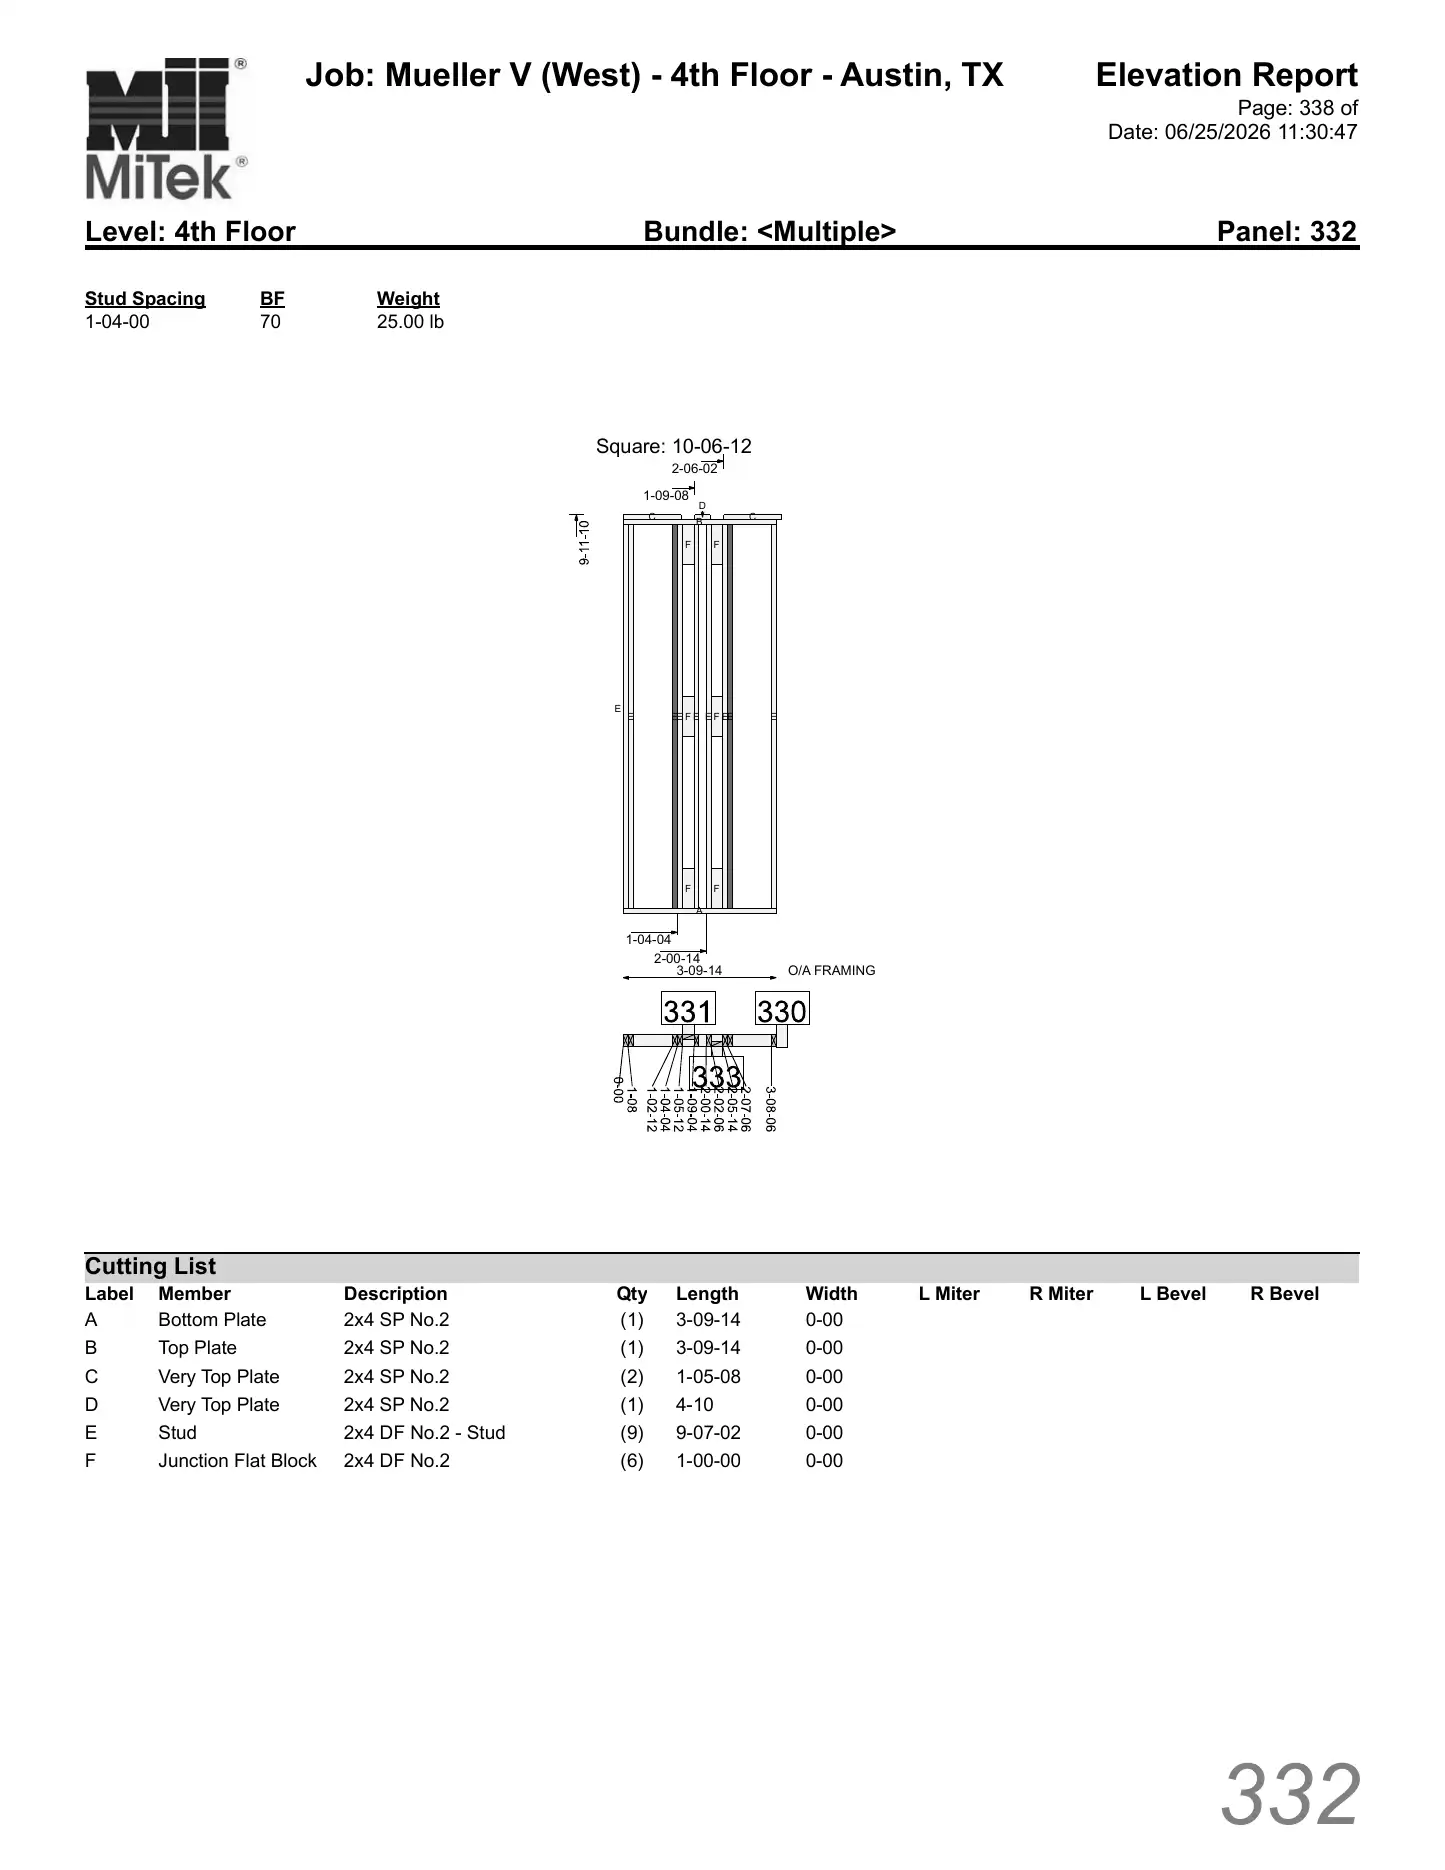 Job: Mueller V (West) - 4th Floor - Austin, TX
Elevation Report
Page: 338 of
Date: 06/25/2026 11:30:47
MiTek®
Level: 4th Floor Bundle: <Multiple> Panel: 332
Stud Spacing BF Weight
1-04-00 70 25.00 lb
Square: 10-06-12
2-06-02
1-09-08
D
C B C
9-11-10
F F
E
F F
F F
A
1-04-04
2-00-14
3-09-14 O/A FRAMING
331 330
333
0-00
1-08
1-02-12
1-04-04
1-05-12
1-09-04
2-00-14
2-02-06
2-05-14
2-07-06
3-08-06
Cutting List
Label Member Description Qty Length Width L Miter R Miter L Bevel R Bevel
A Bottom Plate 2x4 SP No.2 (1) 3-09-14 0-00
B Top Plate 2x4 SP No.2 (1) 3-09-14 0-00
C Very Top Plate 2x4 SP No.2 (2) 1-05-08 0-00
D Very Top Plate 2x4 SP No.2 (1) 4-10 0-00
E Stud 2x4 DF No.2 - Stud (9) 9-07-02 0-00
F Junction Flat Block 2x4 DF No.2 (6) 1-00-00 0-00
332